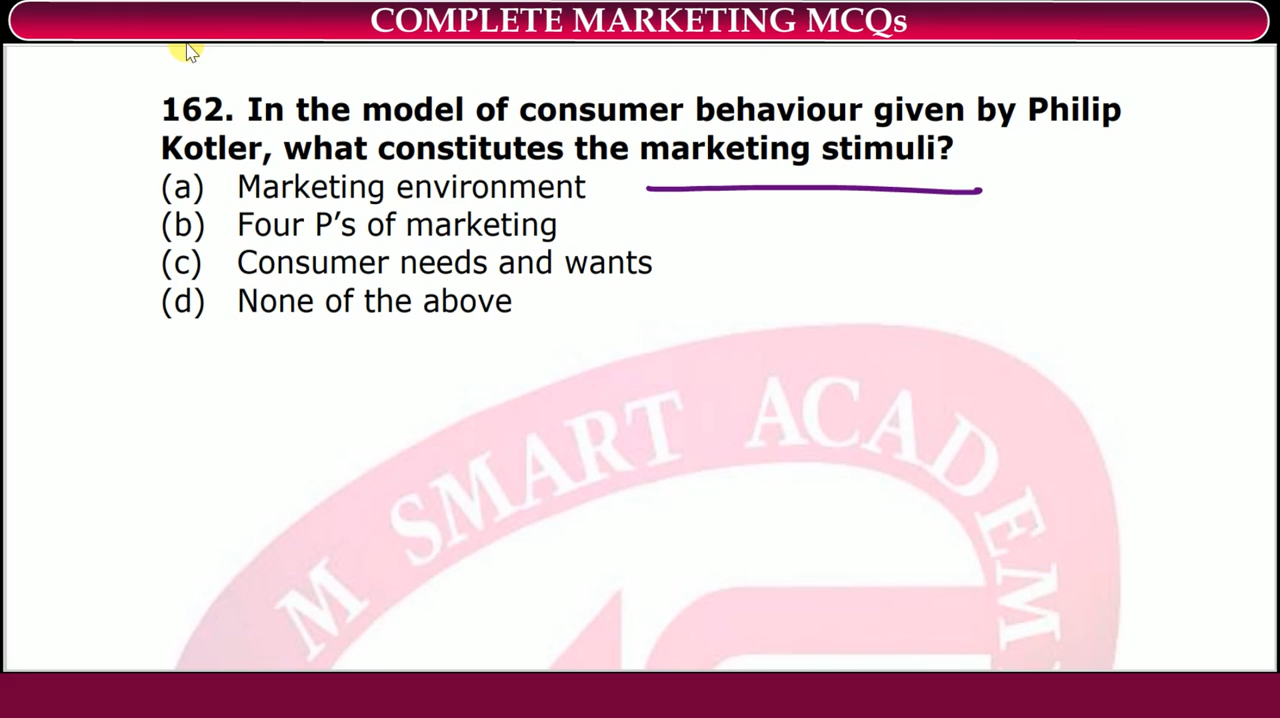 COMPLETE MARKETING MCQs
162. In the model of consumer behaviour given by Philip
Kotler, what constitutes the marketing stimuli?
(a) Marketing environment
(b) Four P’s of marketing
(c) Consumer needs and wants
(d) None of the above
M SMART ACADEM